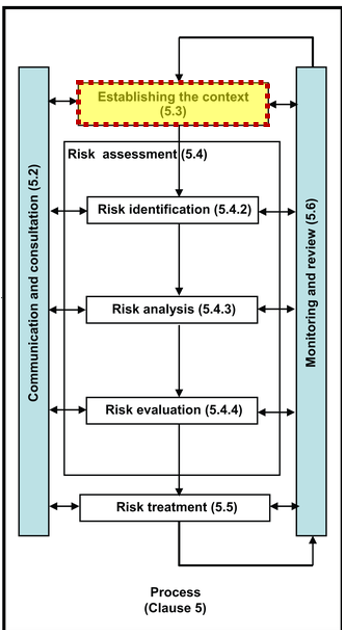 Establishing the context
(5.3)
Risk assessment (5.4)
Risk identification (5.4.2)
Risk analysis (5.4.3)
Risk evaluation (5.4.4)
Risk treatment (5.5)
Communication and consultation (5.2)
Monitoring and review (5.6)
Process
(Clause 5)